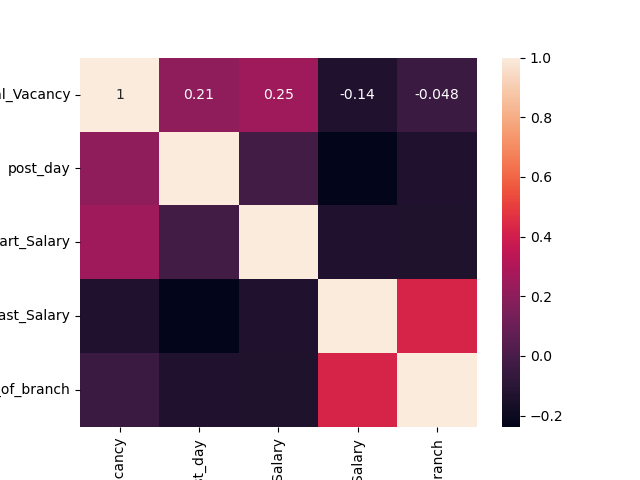 l_Vacancy
1 0.21 0.25 -0.14 -0.048
post_day
art_Salary
ast_Salary
_of_branch
cancy
t_day
Salary
Salary
ranch
1.0
0.8
0.6
0.4
0.2
0.0
−0.2